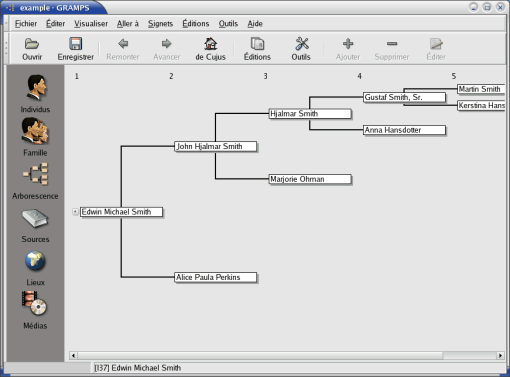 example - GRAMPS
Fichier Éditer Visualiser Aller à Signets Éditions Outils Aide
Ouvrir Enregistrer Remonter Avancer de Cujus Éditions Outils Ajouter Supprimer Éditer
1 2 3 4 5
Individus
Famille
Arborescence
Sources
Lieux
Médias
Martin Smith
Gustaf Smith, Sr.
Kerstina Hans
Hjalmar Smith
Anna Hansdotter
John Hjalmar Smith
Marjorie Ohman
Edwin Michael Smith
Alice Paula Perkins
[I37] Edwin Michael Smith